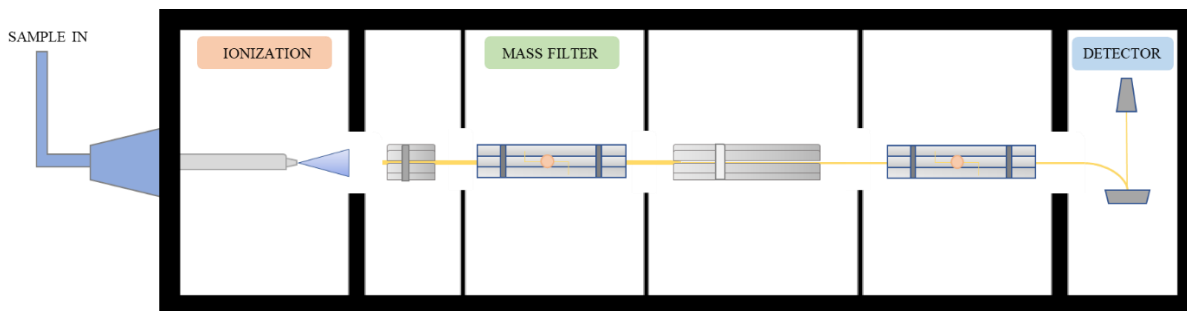 SAMPLE IN
IONIZATION
MASS FILTER
DETECTOR